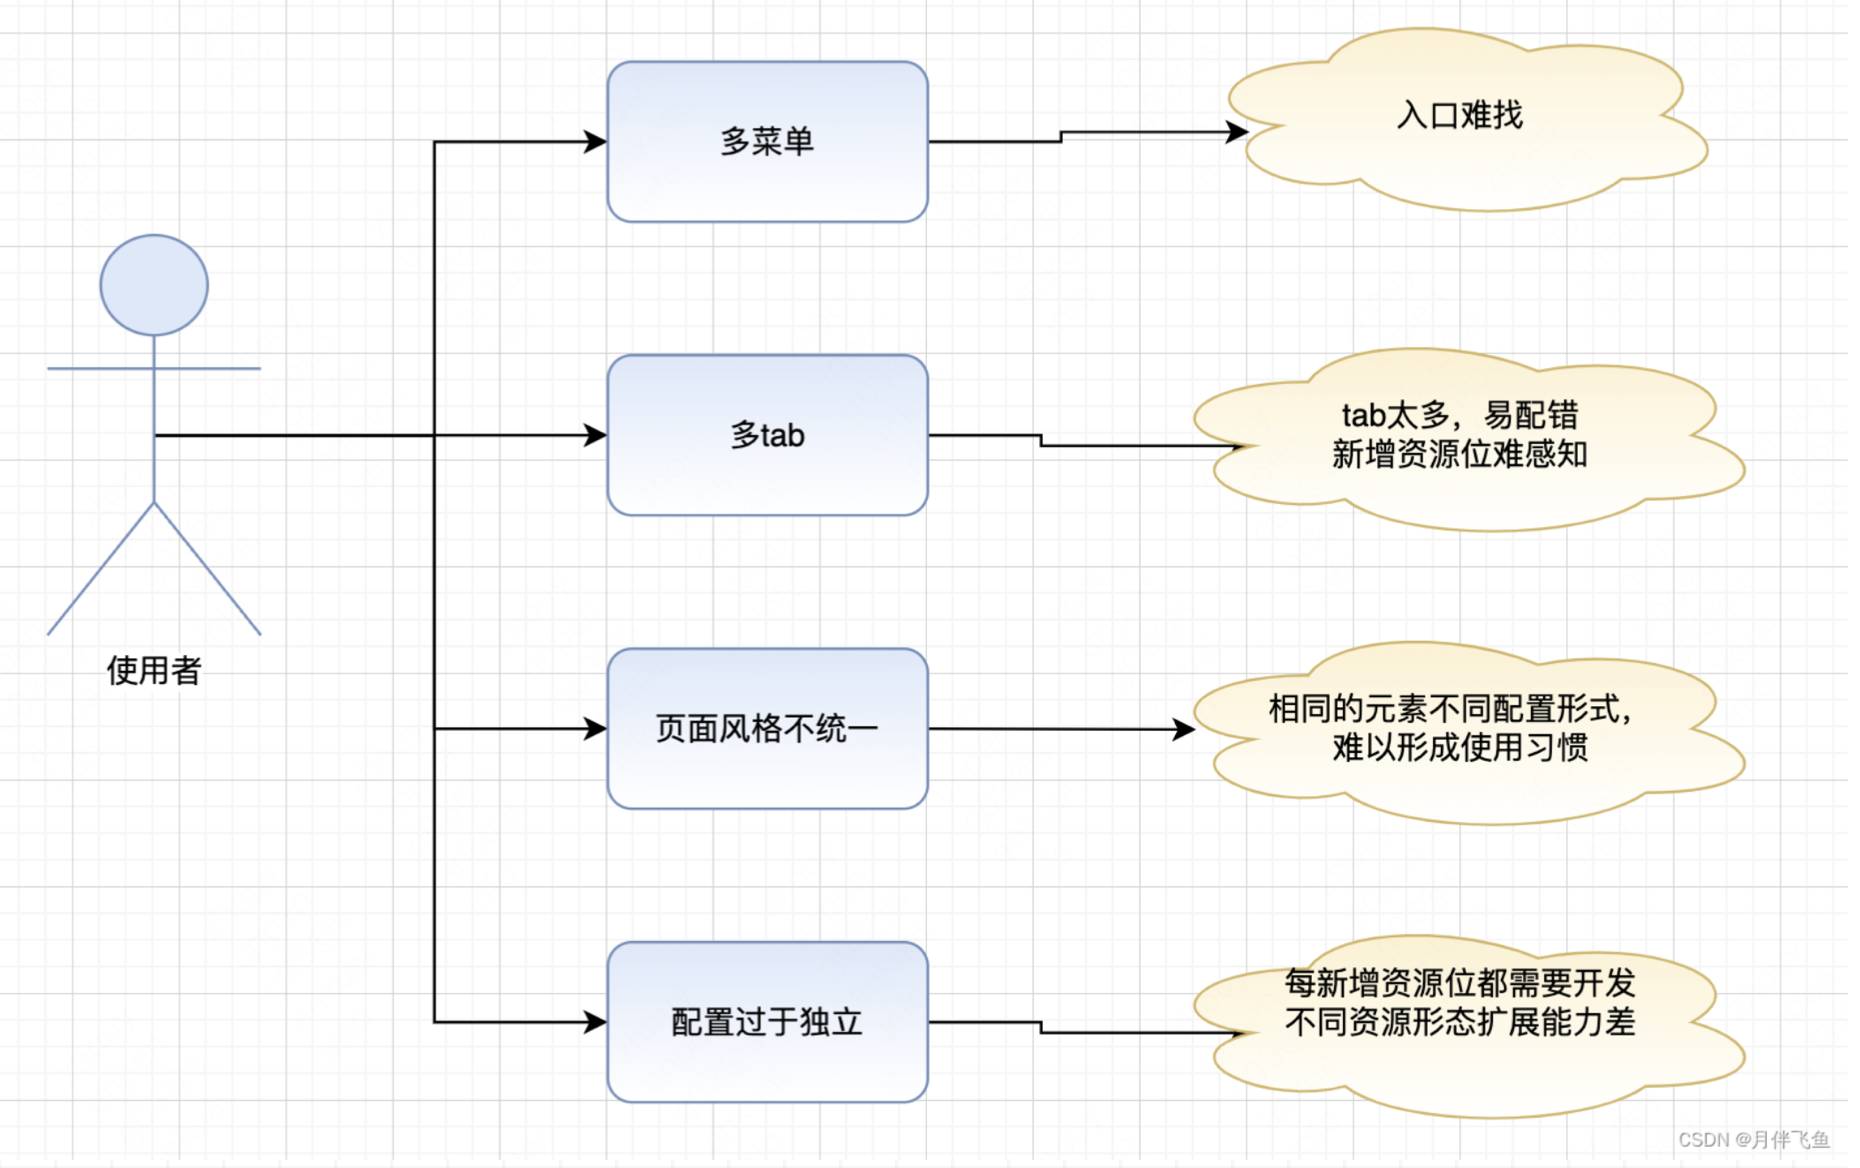 多菜单
入口难找
多tab
tab太多，易配错
新增资源位难感知
使用者
页面风格不统一
相同的元素不同配置形式，
难以形成使用习惯
配置过于独立
每新增资源位都需要开发
不同资源形态扩展能力差
CSDN @月伴飞鱼